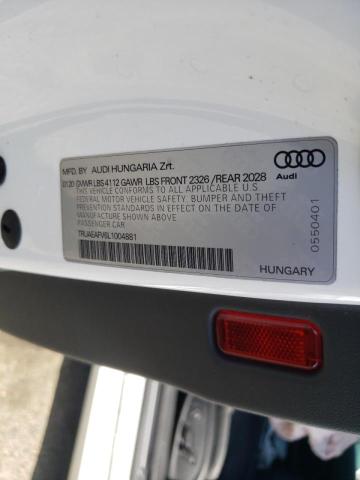 MFD. BY AUDI HUNGARIA Zrt.
01.20 GVWR LBS 4112 GAWR LBS FRONT 2326 / REAR 2028
THIS VEHICLE CONFORMS TO ALL APPLICABLE U.S.
FEDERAL MOTOR VEHICLE SAFETY, BUMPER AND THEFT
PREVENTION STANDARDS IN EFFECT ON THE DATE OF
MANUFACTURE SHOWN ABOVE
PASSENGER CAR
TRUAEAFV6L1004881
Audi
0550401
HUNGARY